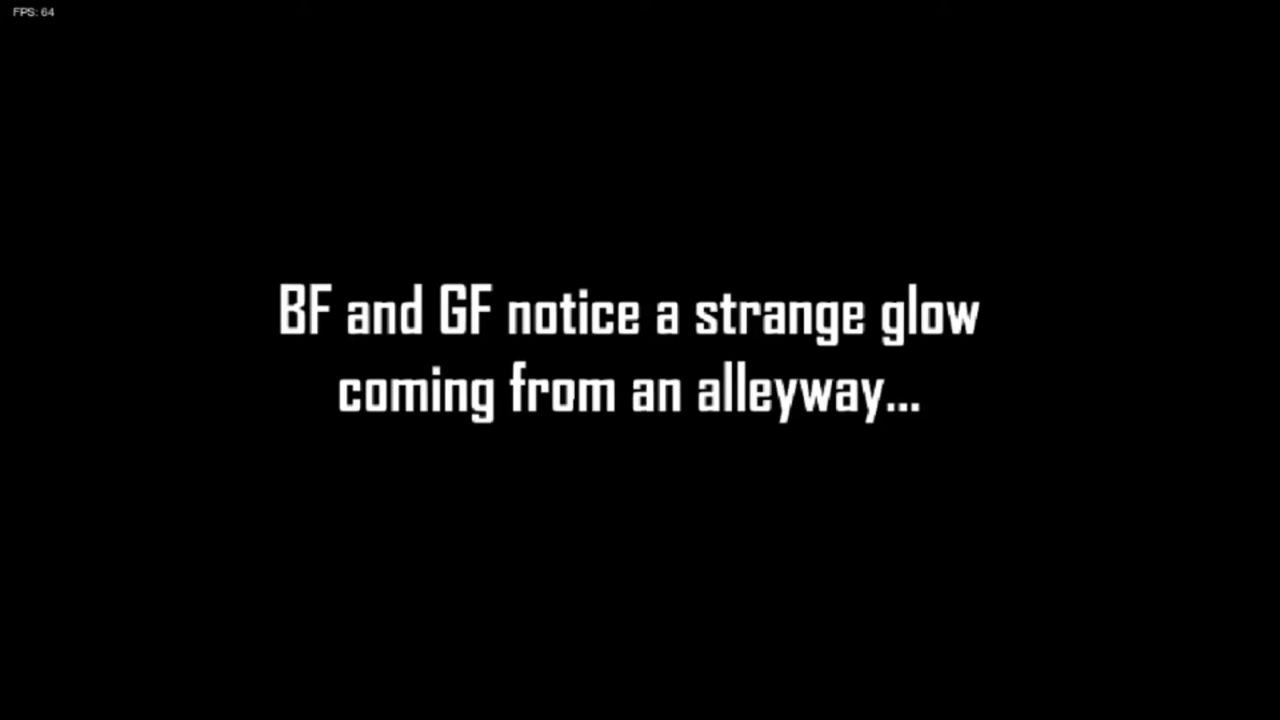 FPS: 64
BF and GF notice a strange glow
coming from an alleyway...